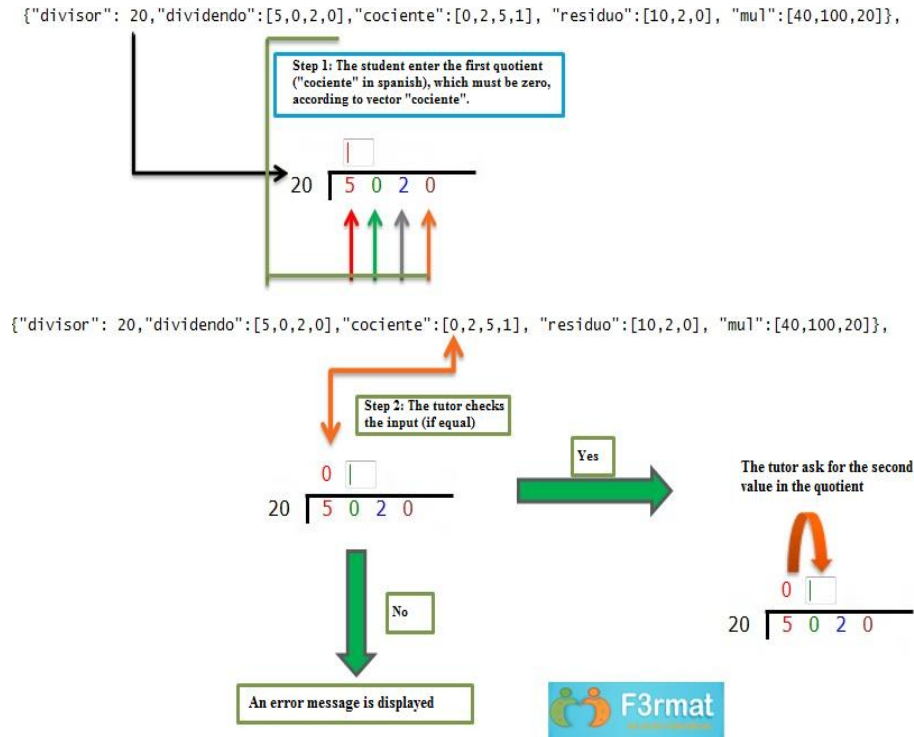 {"divisor": 20,"dividendo":[5,0,2,0],"cociente":[0,2,5,1], "residuo":[10,2,0], "mul":[40,100,20]},
Step 1: The student enter the first quotient
("cociente" in spanish), which must be zero,
according to vector "cociente".
20 5 0 2 0
{"divisor": 20,"dividendo":[5,0,2,0],"cociente":[0,2,5,1], "residuo":[10,2,0], "mul":[40,100,20]},
Step 2: The tutor checks
the input (if equal)
0
20 5 0 2 0
Yes
The tutor ask for the second
value in the quotient
0
20 5 0 2 0
No
An error message is displayed
F3rmat